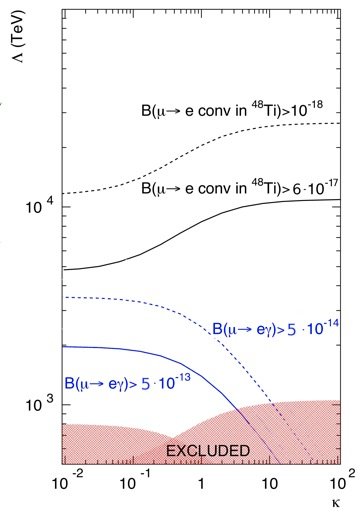 Λ (TeV)
B(μ→ e conv in ⁴⁸Ti)>10⁻¹⁸
B(μ→ e conv in ⁴⁸Ti)>6·10⁻¹⁷
10⁴
B(μ→ eγ)>5 ·10⁻¹⁴
B(μ→ eγ)>5 ·10⁻¹³
10³
EXCLUDED
10⁻² 10⁻¹ 1 10 10²
κ